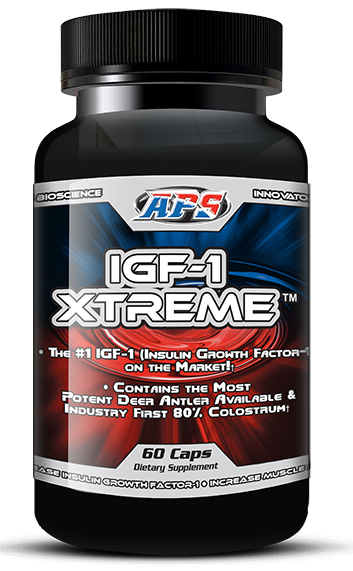 BIOSCIENCE
INNOVATO
APS
IGF-1
XTREME™
• The #1 IGF-1 (Insulin Growth Factor-1
on the Market!†
• Contains the Most
Potent Deer Antler Available &
Industry First 80% Colostrum†
60 Caps
Dietary Supplement
EASE INSULIN GROWTH FACTOR-1 • INCREASE MUSCLE